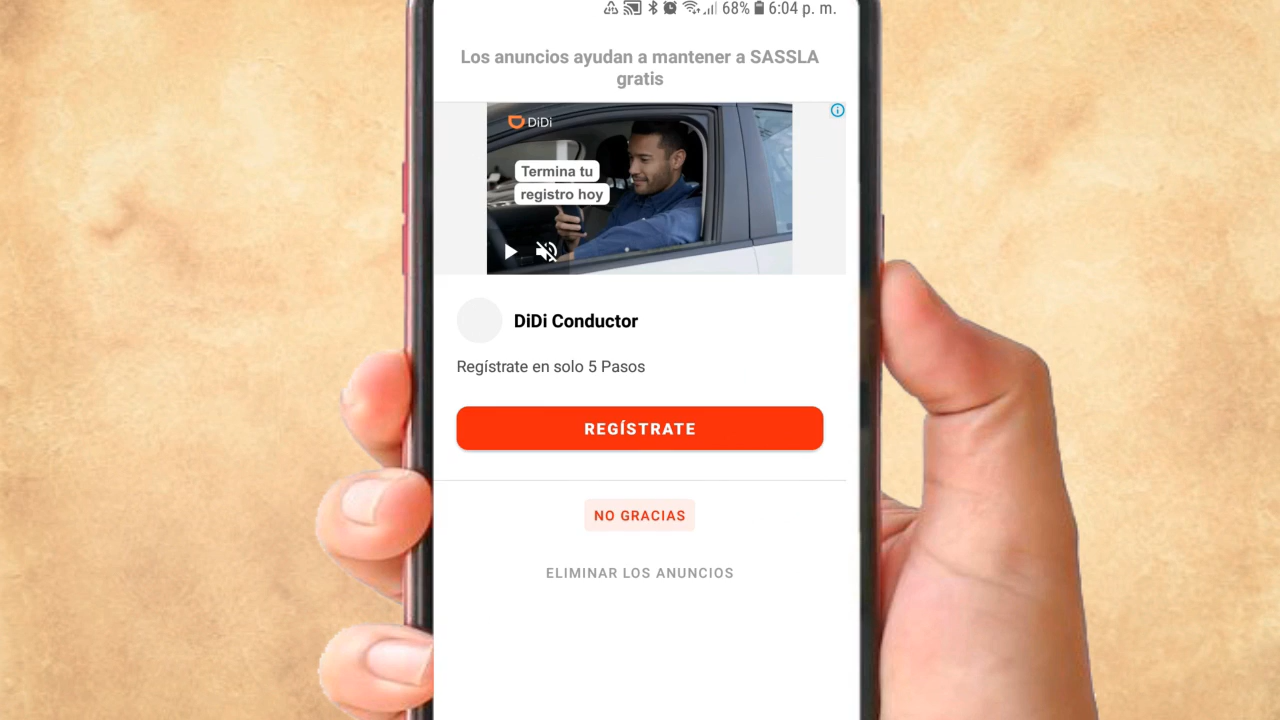 68% 6:04 p. m.
Los anuncios ayudan a mantener a SASSLA
gratis
DiDi
Termina tu
registro hoy
DiDi Conductor
Regístrate en solo 5 Pasos
REGÍSTRATE
NO GRACIAS
ELIMINAR LOS ANUNCIOS